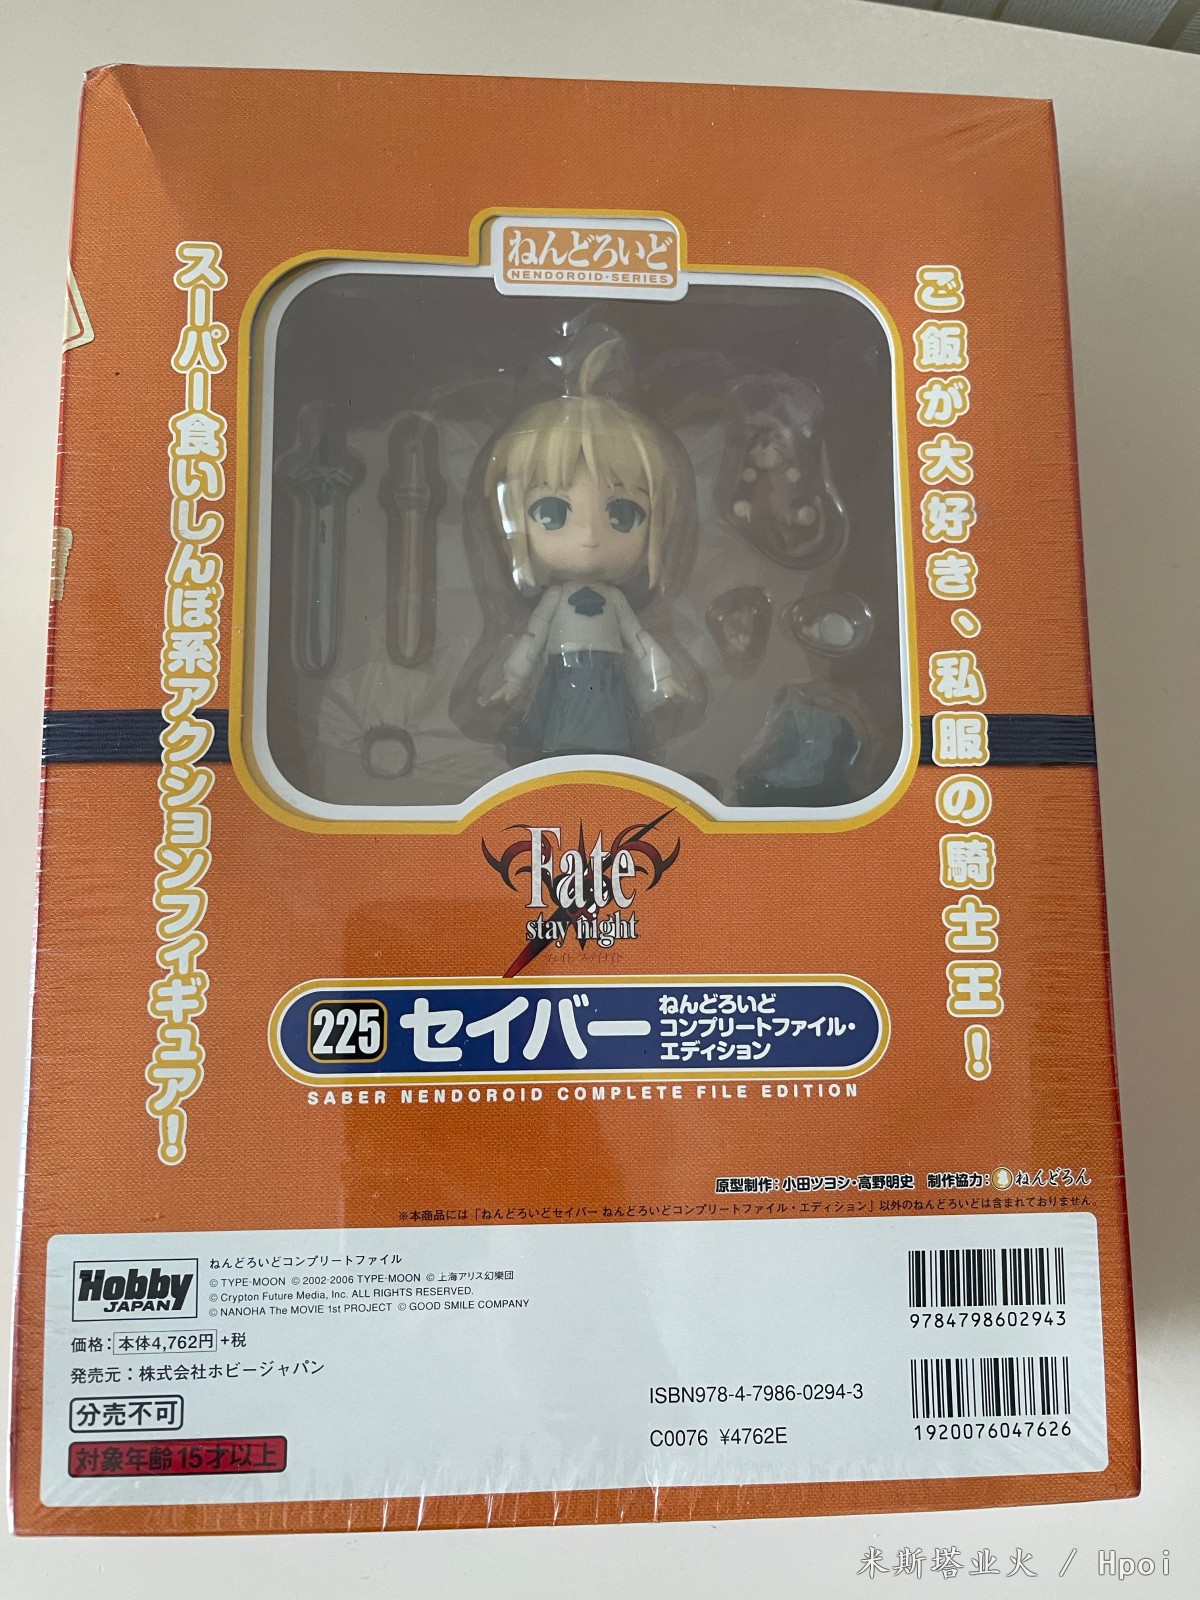 ねんどろいど
NENDOROID·SERIES
ご飯が大好き、私服の騎士王！
スーパー食いしんぼ系アクションフィギュア！
Fate
stay night
フェイト ステイナイト
225 セイバー ねんどろいど
コンプリートファイル・
エディション
SABER NENDOROID COMPLETE FILE EDITION
原型制作：小田ツヨシ・高野明史　制作協力：ねんどろん
※本商品には「ねんどろいどセイバー ねんどろいどコンプリートファイル・エディション」以外のねんどろいどは含まれておりません。
Hobby
JAPAN
ねんどろいどコンプリートファイル
© TYPE-MOON © 2002-2006 TYPE-MOON © 上海アリス幻樂団
© Crypton Future Media, Inc. ALL RIGHTS RESERVED.
© NANOHA The MOVIE 1st PROJECT © GOOD SMILE COMPANY
価格：本体4,762円+税
発売元：株式会社ホビージャパン
分売不可
対象年齢15才以上
9784798602943
ISBN978-4-7986-0294-3
C0076 ¥4762E
1920076047626
米斯塔业火 / Hpoi